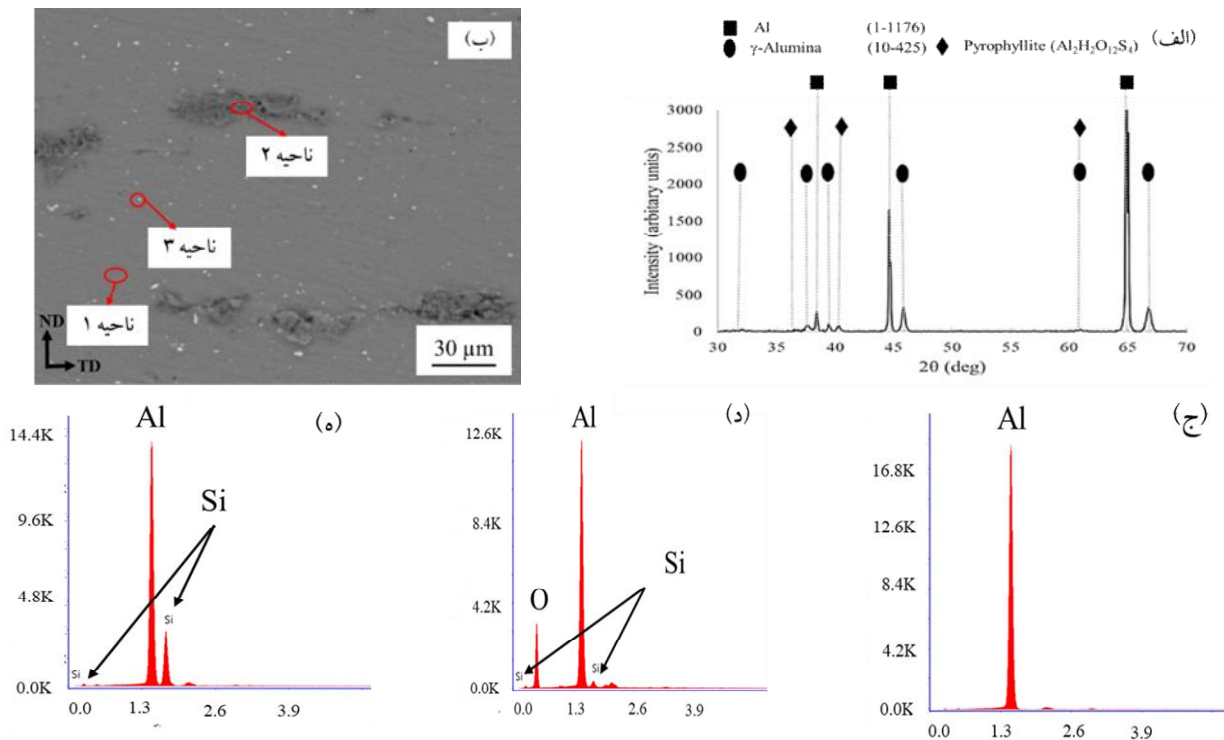 (الف)
Al (1-1176)
γ-Alumina (10-425) Pyrophyllite (Al₂H₂O₁₂S₄)
Intensity (arbitary units)
3000
2500
2000
1500
1000
500
0
30 35 40 45 50 55 60 65 70
20 (deg)
(ب)
ناحیه ۲
ناحیه ۳
ناحیه ۱
ND
TD
30 µm
(ج)
Al
16.8K
12.6K
8.4K
4.2K
0.0K
0.0 1.3 2.6 3.9
(د)
Al
Si
O
Si
Si
12.6K
8.4K
4.2K
0.0K
0.0 1.3 2.6 3.9
(ه)
Al
Si
Si
Si
14.4K
9.6K
4.8K
0.0K
0.0 1.3 2.6 3.9